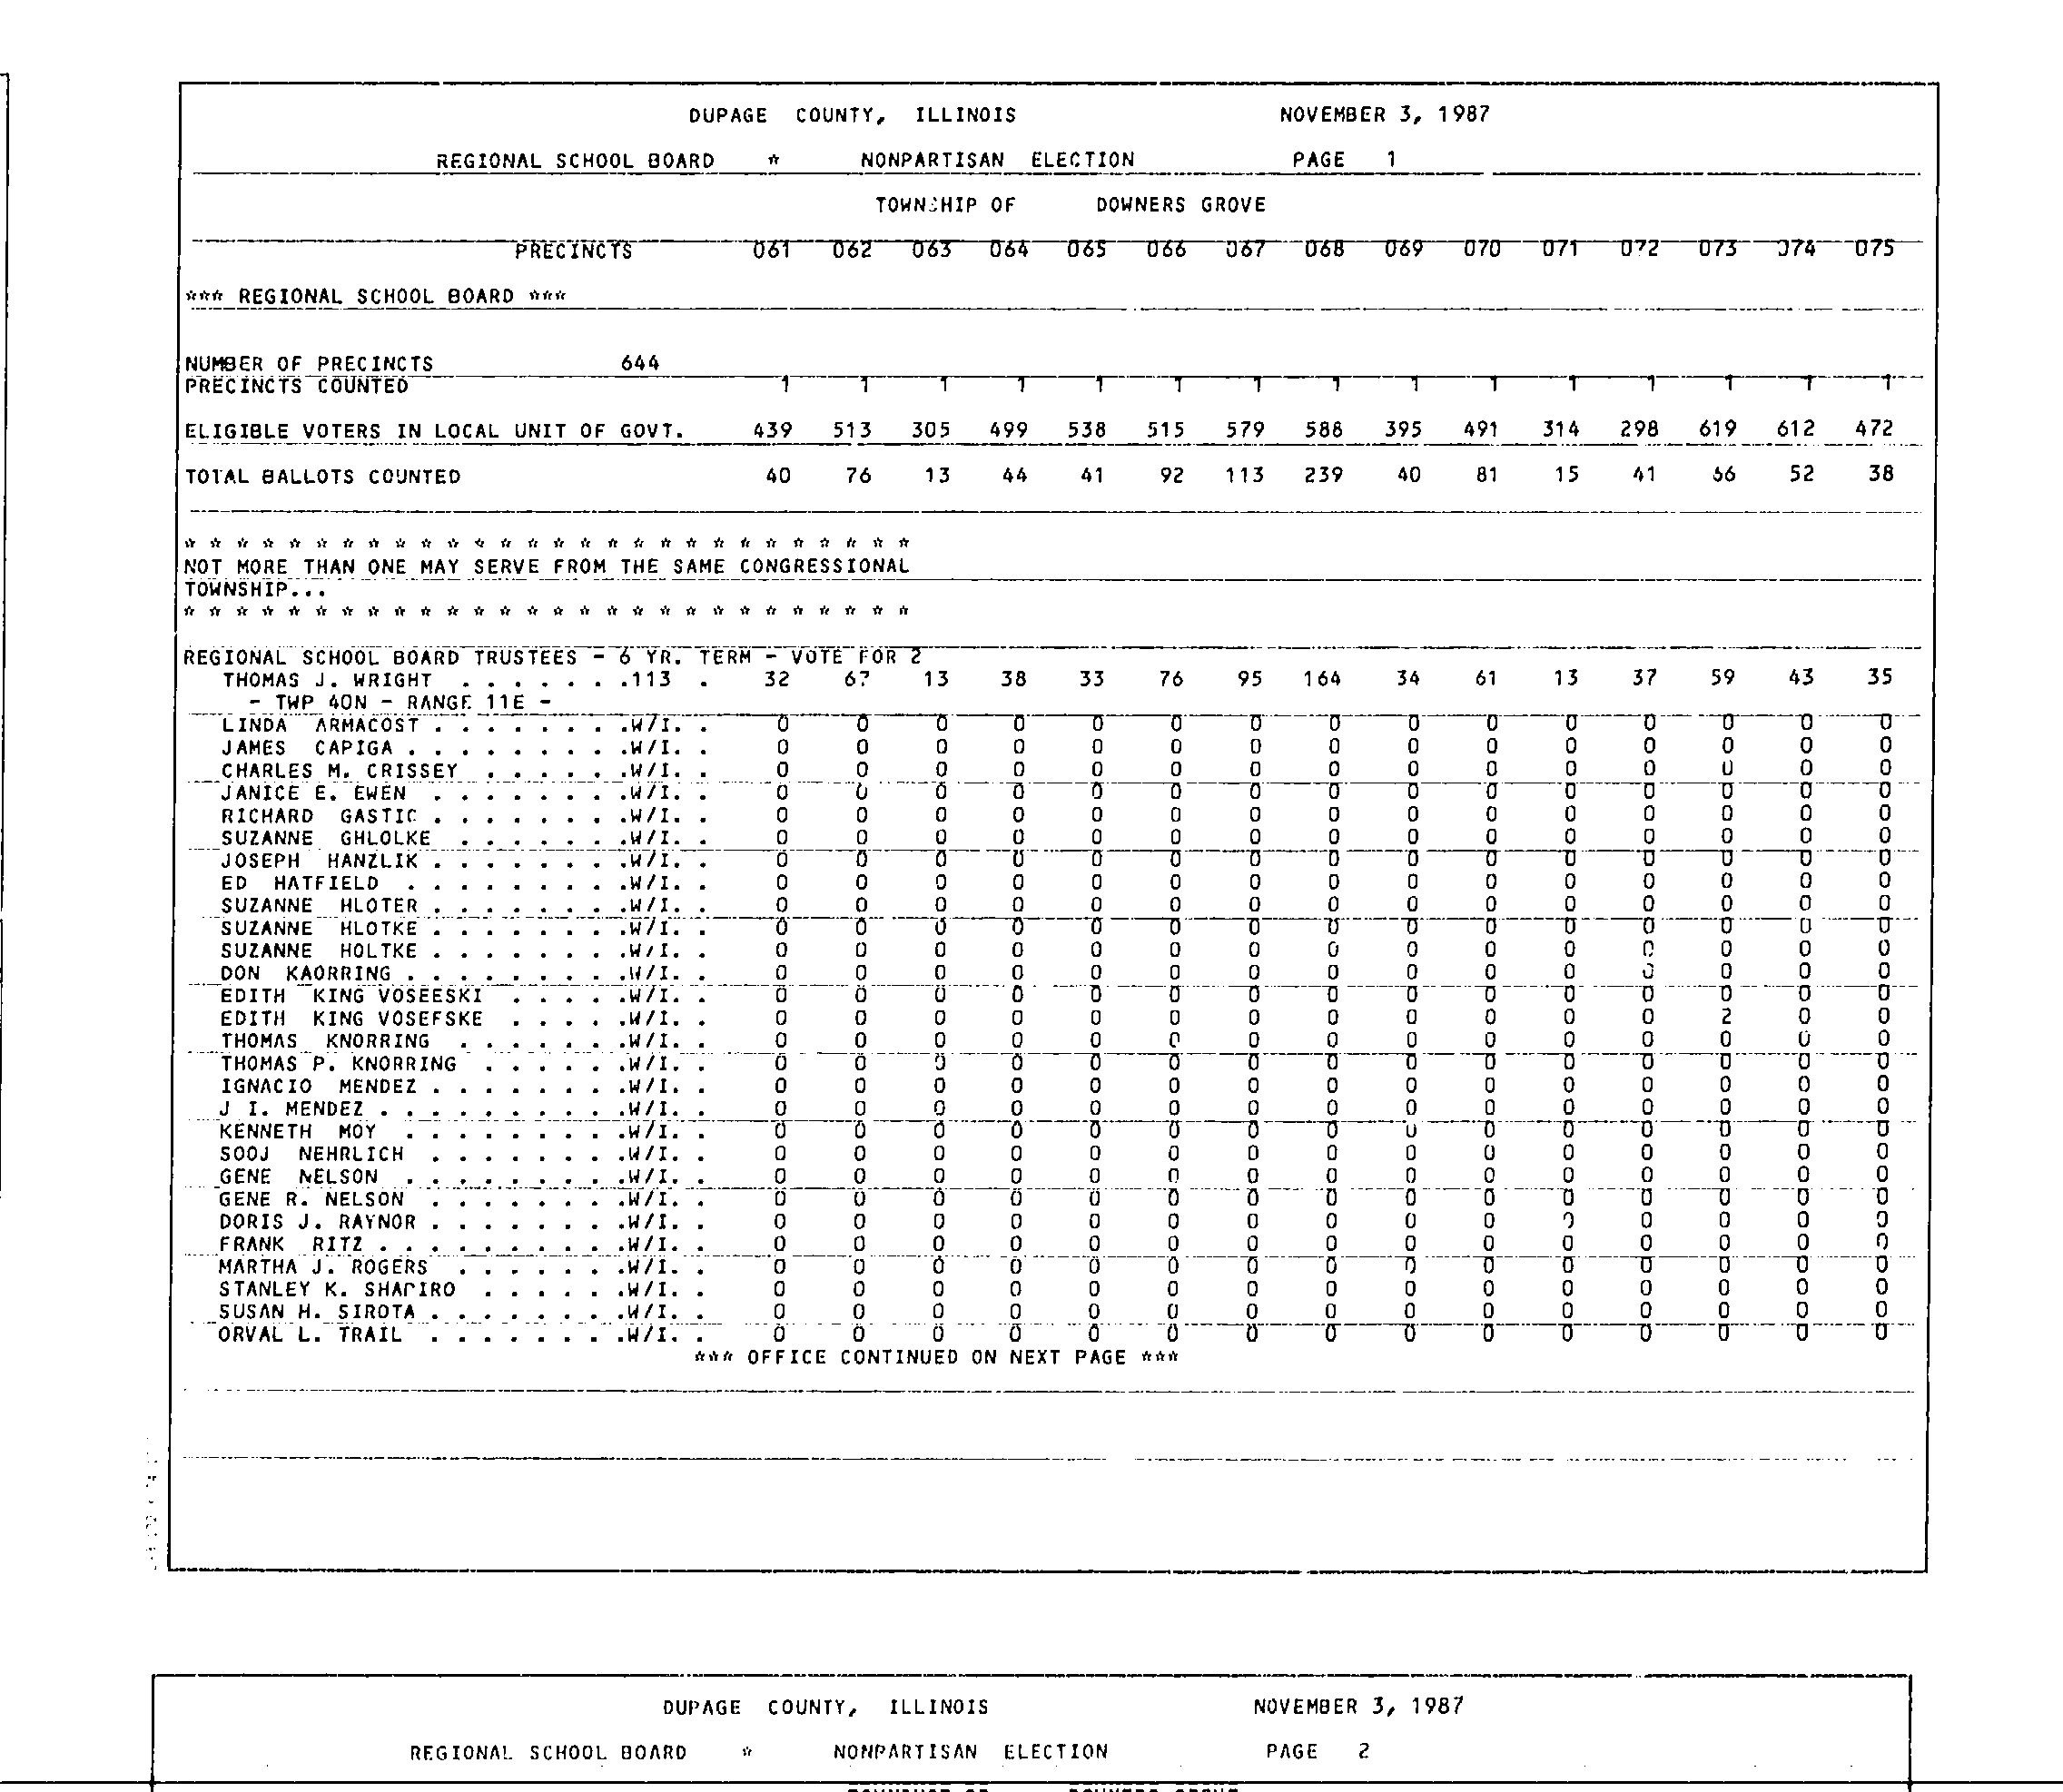 DUPAGE COUNTY, ILLINOIS NOVEMBER 3, 1987
REGIONAL SCHOOL BOARD * NONPARTISAN ELECTION PAGE 1
TOWNSHIP OF DOWNERS GROVE
PRECINCTS 061 062 063 064 065 066 067 068 069 070 071 072 073 074 075
*** REGIONAL SCHOOL BOARD ***
NUMBER OF PRECINCTS 644
PRECINCTS COUNTED 1 1 1 1 1 1 1 1 1 1 1 1 1 1 1
ELIGIBLE VOTERS IN LOCAL UNIT OF GOVT. 439 513 305 499 538 515 579 588 395 491 314 298 619 612 472
TOTAL BALLOTS COUNTED 40 76 13 44 41 92 113 239 40 81 15 41 66 52 38
* * * * * * * * * * * * * * * * * * * * * * * * * * * *
NOT MORE THAN ONE MAY SERVE FROM THE SAME CONGRESSIONAL
TOWNSHIP...
* * * * * * * * * * * * * * * * * * * * * * * * * * * *
REGIONAL SCHOOL BOARD TRUSTEES - 6 YR. TERM - VOTE FOR 2
THOMAS J. WRIGHT . . . . . . .113 . 32 67 13 38 33 76 95 164 34 61 13 37 59 43 35
- TWP 40N - RANGE 11E -
LINDA ARMACOST . . . . . . . .W/I. . 0 0 0 0 0 0 0 0 0 0 0 0 0 0 0
JAMES CAPIGA . . . . . . . . .W/I. . 0 0 0 0 0 0 0 0 0 0 0 0 0 0 0
CHARLES M. CRISSEY . . . . . .W/I. . 0 0 0 0 0 0 0 0 0 0 0 0 0 0 0
JANICE E. EWEN . . . . . . . .W/I. . 0 0 0 0 0 0 0 0 0 0 0 0 0 0 0
RICHARD GASTIC . . . . . . . .W/I. . 0 0 0 0 0 0 0 0 0 0 0 0 0 0 0
SUZANNE GHLOLKE . . . . . . .W/I. . 0 0 0 0 0 0 0 0 0 0 0 0 0 0 0
JOSEPH HANZLIK . . . . . . . .W/I. . 0 0 0 0 0 0 0 0 0 0 0 0 0 0 0
ED HATFIELD . . . . . . . . .W/I. . 0 0 0 0 0 0 0 0 0 0 0 0 0 0 0
SUZANNE HLOTER . . . . . . . .W/I. . 0 0 0 0 0 0 0 0 0 0 0 0 0 0 0
SUZANNE HLOTKE . . . . . . . .W/I. . 0 0 0 0 0 0 0 0 0 0 0 0 0 0 0
SUZANNE HOLTKE . . . . . . . .W/I. . 0 0 0 0 0 0 0 0 0 0 0 0 0 0 0
DON KAORRING . . . . . . . . .W/I. . 0 0 0 0 0 0 0 0 0 0 0 0 0 0 0
EDITH KING VOSEESKI . . . . .W/I. . 0 0 0 0 0 0 0 0 0 0 0 0 0 0 0
EDITH KING VOSEFSKE . . . . .W/I. . 0 0 0 0 0 0 0 0 0 0 0 0 2 0 0
THOMAS KNORRING . . . . . . .W/I. . 0 0 0 0 0 0 0 0 0 0 0 0 0 0 0
THOMAS P. KNORRING . . . . . .W/I. . 0 0 0 0 0 0 0 0 0 0 0 0 0 0 0
IGNACIO MENDEZ . . . . . . . .W/I. . 0 0 0 0 0 0 0 0 0 0 0 0 0 0 0
J I. MENDEZ . . . . . . . . . .W/I. . 0 0 0 0 0 0 0 0 0 0 0 0 0 0 0
KENNETH MOY . . . . . . . . .W/I. . 0 0 0 0 0 0 0 0 0 0 0 0 0 0 0
SOOJ NEHRLICH . . . . . . . .W/I. . 0 0 0 0 0 0 0 0 0 0 0 0 0 0 0
GENE NELSON . . . . . . . . .W/I. . 0 0 0 0 0 0 0 0 0 0 0 0 0 0 0
GENE R. NELSON . . . . . . . .W/I. . 0 0 0 0 0 0 0 0 0 0 0 0 0 0 0
DORIS J. RAYNOR . . . . . . . .W/I. . 0 0 0 0 0 0 0 0 0 0 0 0 0 0 0
FRANK RITZ . . . . . . . . . .W/I. . 0 0 0 0 0 0 0 0 0 0 0 0 0 0 0
MARTHA J. ROGERS . . . . . . .W/I. . 0 0 0 0 0 0 0 0 0 0 0 0 0 0 0
STANLEY K. SHAPIRO . . . . . .W/I. . 0 0 0 0 0 0 0 0 0 0 0 0 0 0 0
SUSAN H. SIROTA . . . . . . . .W/I. . 0 0 0 0 0 0 0 0 0 0 0 0 0 0 0
ORVAL L. TRAIL . . . . . . . .W/I. . 0 0 0 0 0 0 0 0 0 0 0 0 0 0 0
*** OFFICE CONTINUED ON NEXT PAGE ***
DUPAGE COUNTY, ILLINOIS NOVEMBER 3, 1987
REGIONAL SCHOOL BOARD * NONPARTISAN ELECTION PAGE 2